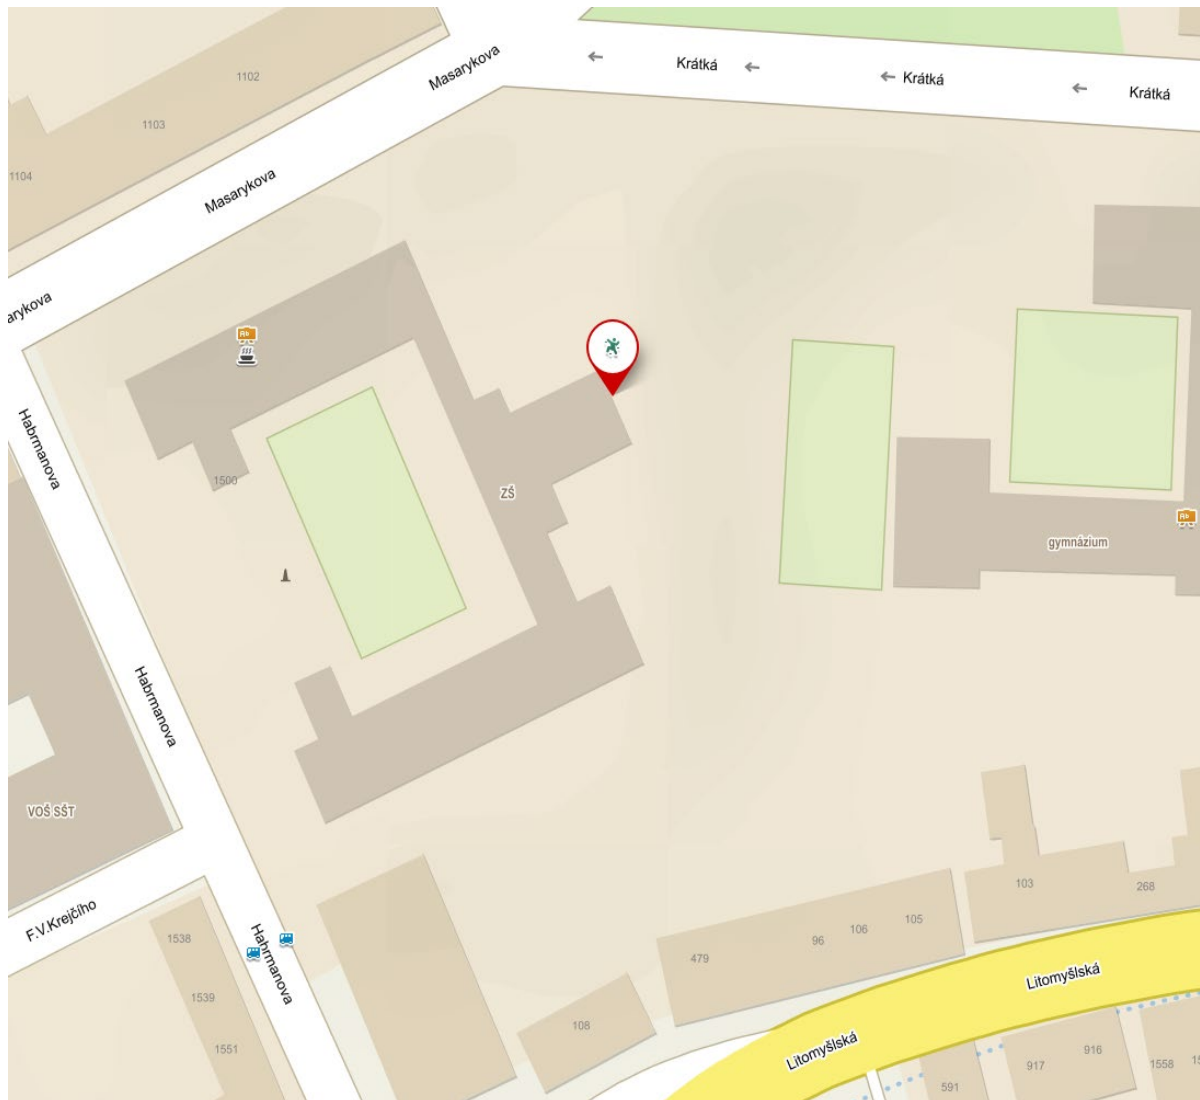 Masarykova
Krátká
Krátká
Krátká
1102
1103
1104
Masarykova
arykova
Habrmanova
1500
ZŠ
gymnázium
Habrmanova
VOŠ SŠT
F.V.Krejčího
Habrmanova
1538
1539
1551
108
479
96
106
105
103
268
Litomyšlská
Litomyšlská
591
917
916
1558